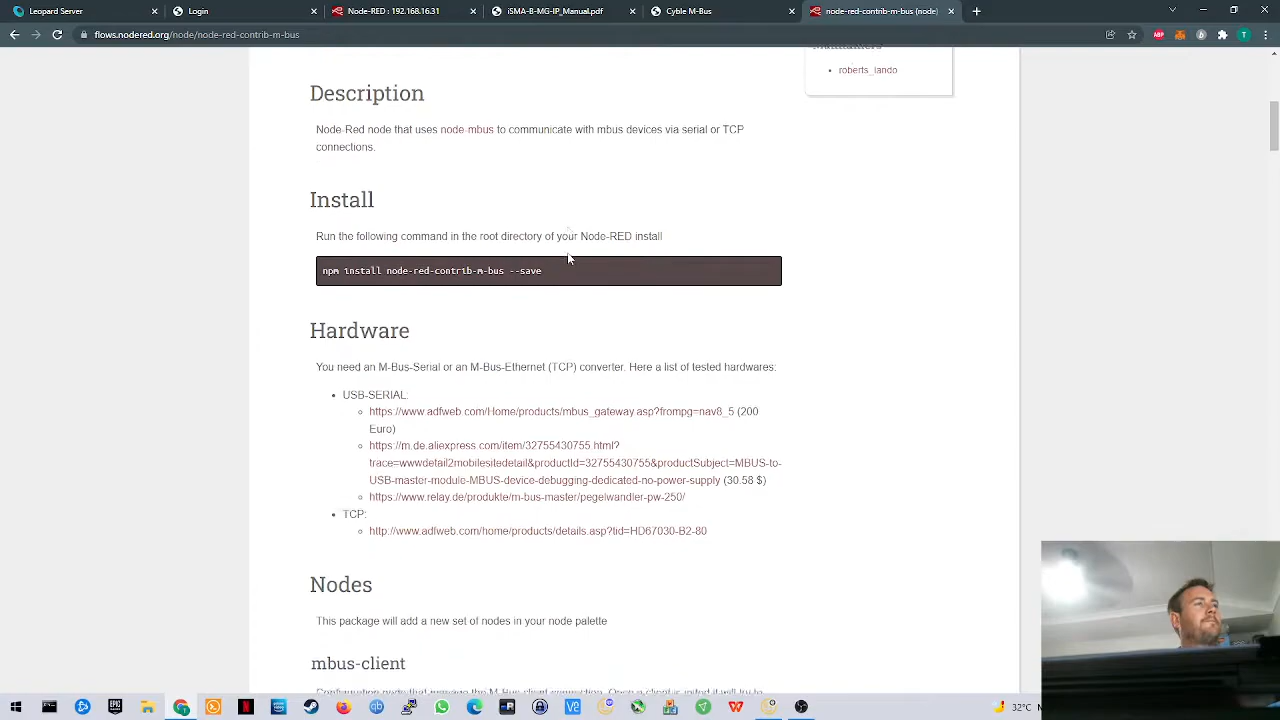 Leopard Server
Login
Node-RED : 192.168.16.31
iSMA-B-MG-IP_Manual.pdf
Cyble M-Bus
node-red-contrib-m-bus (node)
flows.nodered.org/node/node-red-contrib-m-bus
roberts_lando
Description
Node-Red node that uses node-mbus to communicate with mbus devices via serial or TCP
connections.
Install
Run the following command in the root directory of your Node-RED install
npm install node-red-contrib-m-bus --save
Hardware
You need an M-Bus-Serial or an M-Bus-Ethernet (TCP) converter. Here a list of tested hardwares:
USB-SERIAL:
https://www.adfweb.com/Home/products/mbus_gateway.asp?frompg=nav8_5 (200
Euro)
https://m.de.aliexpress.com/item/32755430755.html?
trace=wwwdetail2mobilesitedetail&productId=32755430755&productSubject=MBUS-to-
USB-master-module-MBUS-device-debugging-dedicated-no-power-supply (30.58 $)
https://www.relay.de/produkte/m-bus-master/pegelwandler-pw-250/
TCP:
http://www.adfweb.com/home/products/details.asp?tid=HD67030-B2-80
Nodes
This package will add a new set of nodes in your node palette
mbus-client
32°C